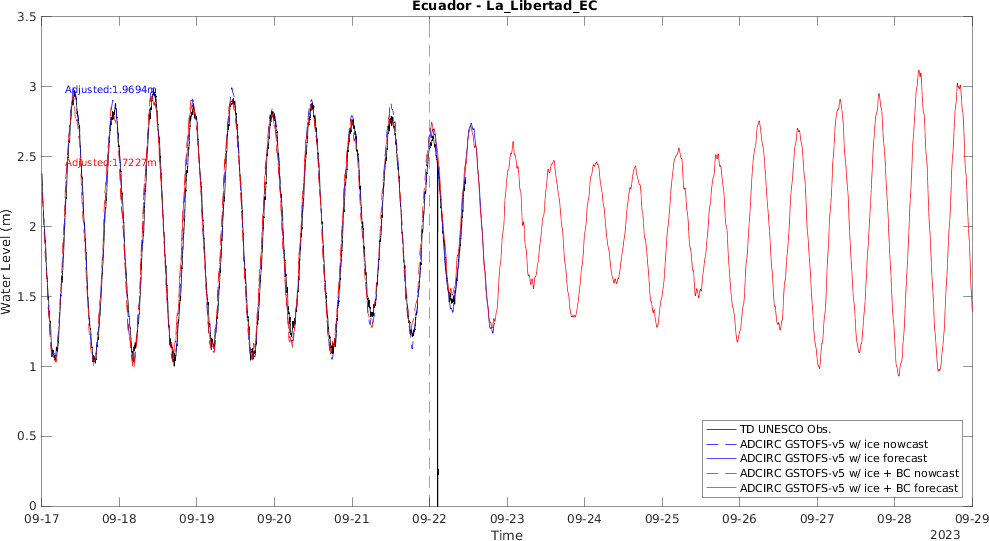 Ecuador - La_Libertad_EC
3.5
3
2.5
2
1.5
1
0.5
0
Water Level (m)
Adjusted:1.9694m
Adjusted:1.7227m
TD UNESCO Obs.
ADCIRC GSTOFS-v5 w/ ice nowcast
ADCIRC GSTOFS-v5 w/ ice forecast
ADCIRC GSTOFS-v5 w/ ice + BC nowcast
ADCIRC GSTOFS-v5 w/ ice + BC forecast
09-17 09-18 09-19 09-20 09-21 09-22 09-23 09-24 09-25 09-26 09-27 09-28 09-29
Time
2023